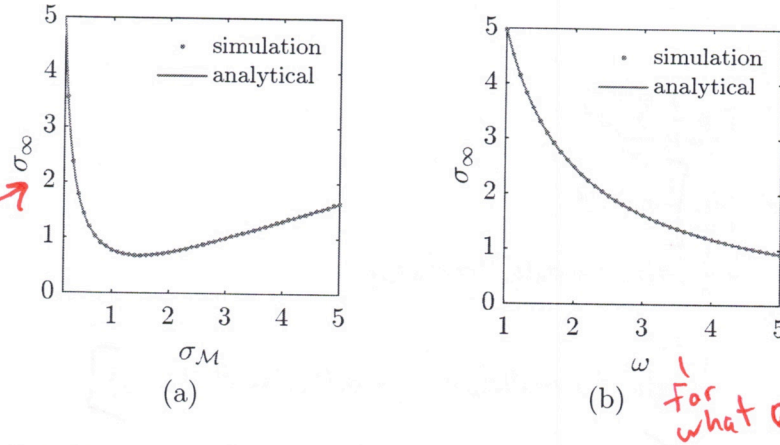 5
4
3
2
1
0
σ∞
simulation
analytical
1 2 3 4 5
σ_M
(a)
5
4
3
2
1
0
σ∞
simulation
analytical
1 2 3 4 5
ω
(b)
for
what